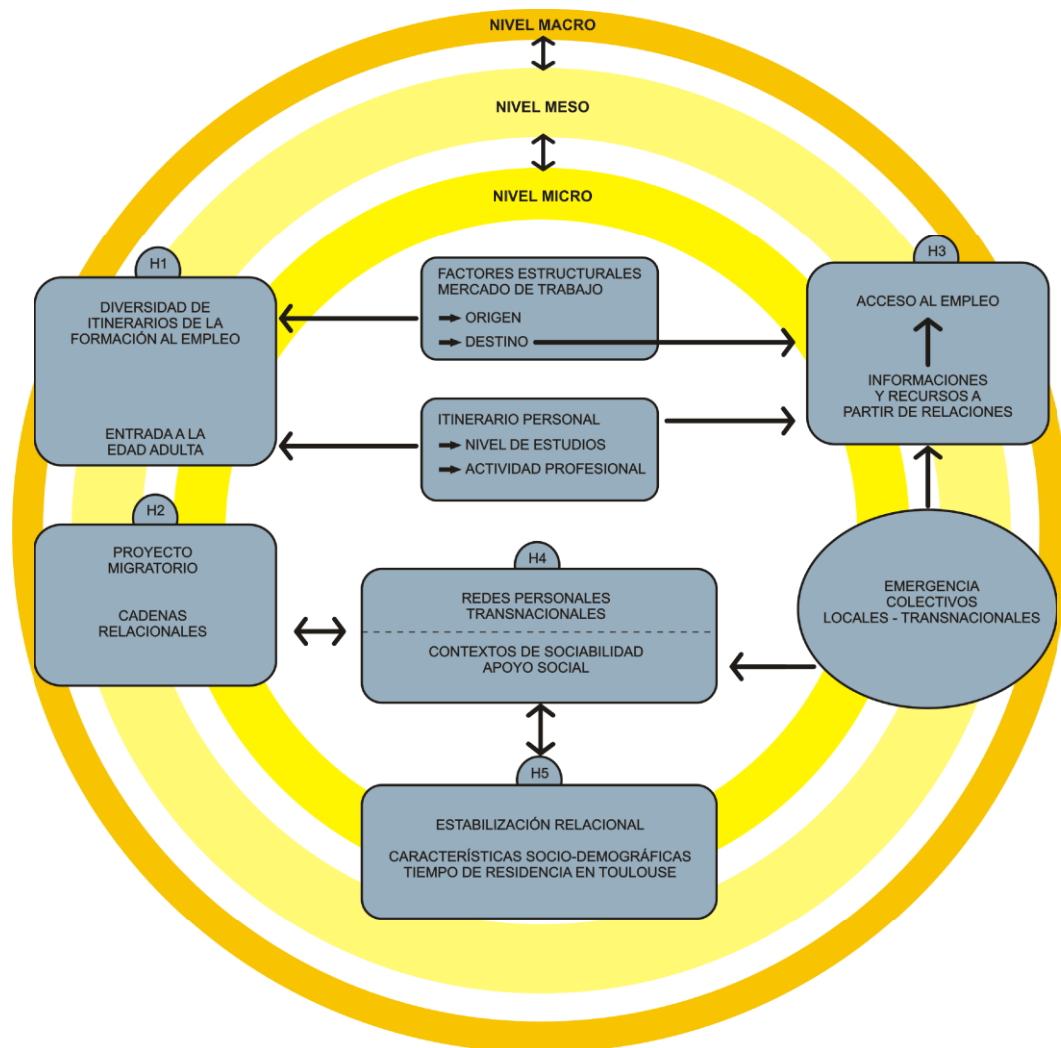 NIVEL MACRO
NIVEL MESO
NIVEL MICRO
H1
DIVERSIDAD DE
ITINERARIOS DE LA
FORMACIÓN AL EMPLEO
ENTRADA A LA
EDAD ADULTA
FACTORES ESTRUCTURALES
MERCADO DE TRABAJO
ORIGEN
DESTINO
H3
ACCESO AL EMPLEO
INFORMACIONES
Y RECURSOS A
PARTIR DE RELACIONES
ITINERARIO PERSONAL
NIVEL DE ESTUDIOS
ACTIVIDAD PROFESIONAL
H2
PROYECTO
MIGRATORIO
CADENAS
RELACIONALES
H4
REDES PERSONALES
TRANSNACIONALES
CONTEXTOS DE SOCIABILIDAD
APOYO SOCIAL
EMERGENCIA
COLECTIVOS
LOCALES - TRANSNACIONALES
H5
ESTABILIZACIÓN RELACIONAL
CARACTERÍSTICAS SOCIO-DEMOGRÁFICAS
TIEMPO DE RESIDENCIA EN TOULOUSE